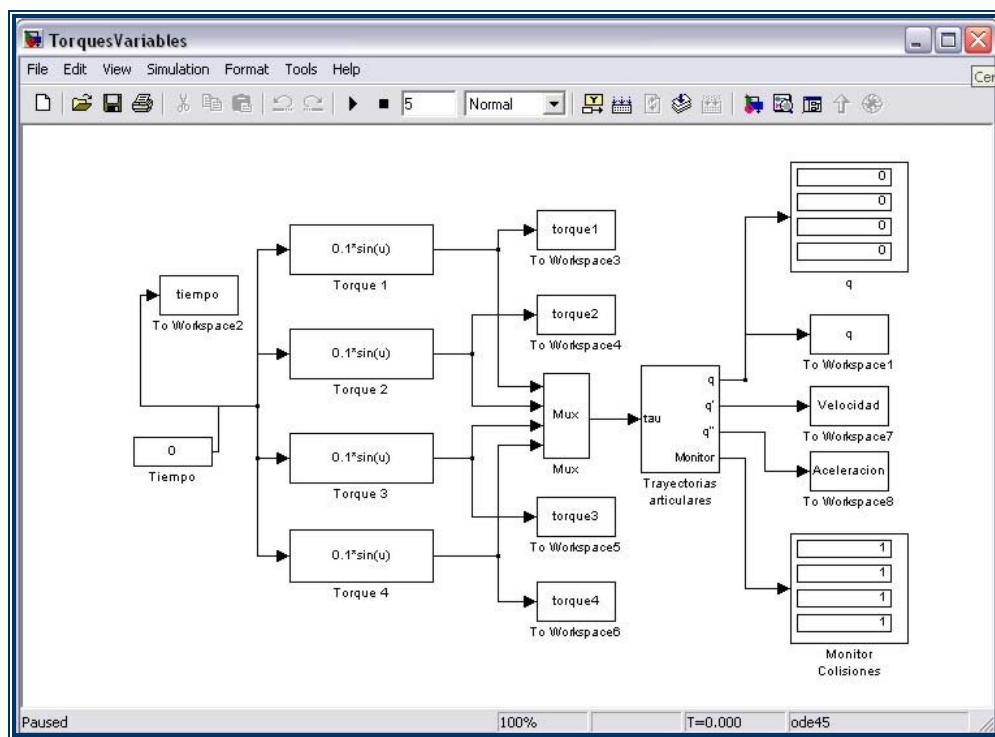 TorquesVariables
File Edit View Simulation Format Tools Help
Cer
5 Normal
0
0
0
0
q
0.1*sin(u)
Torque 1
torque1
To Workspace3
tiempo
To Workspace2
torque2
To Workspace4
q
To Workspace1
0.1*sin(u)
Torque 2
Mux
Mux
tau
q
q'
q"
Monitor
Trayectorias
articulares
Velocidad
To Workspace7
0
Tiempo
0.1*sin(u)
Torque 3
Aceleracion
To Workspace8
torque3
To Workspace5
0.1*sin(u)
Torque 4
torque4
To Workspace6
1
1
1
1
Monitor
Colisiones
Paused 100% T=0.000 ode45